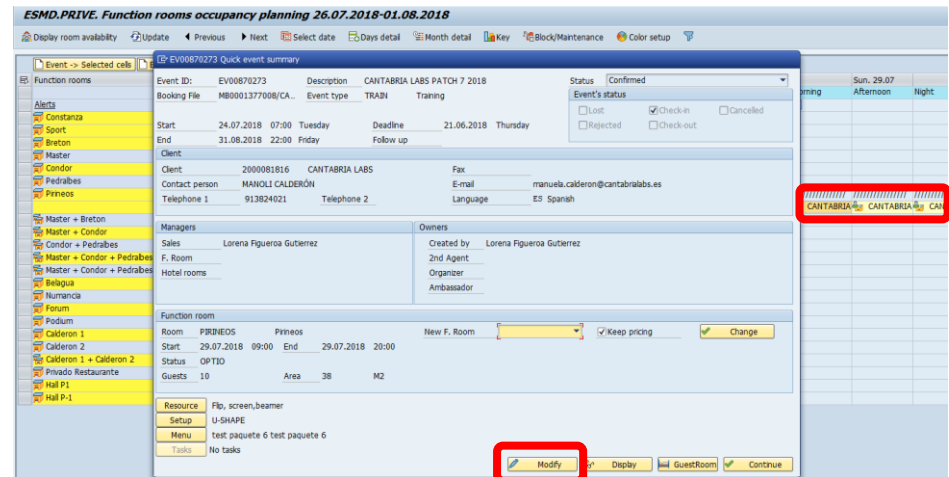 ESMD.PRIVE. Function rooms occupancy planning 26.07.2018-01.08.2018
Display room availability Update Previous Next Select date Days detail Month detail Key Block/Maintenance Color setup
Event -> Selected cells
Function rooms
Alerts
Constanza
Sport
Breton
Master
Condor
Pedralbes
Pirineos
Master + Breton
Master + Condor
Condor + Pedralbes
Master + Condor + Pedrabes
Master + Condor + Pedrabes
Belagua
Numancia
Forum
Podium
Calderon 1
Calderon 2
Calderon 1 + Calderon 2
Privado Restaurante
Hall P1
Hall P-1
EV00870273 Quick event summary
Event ID: EV00870273 Description CANTABRIA LABS PATCH 7 2018 Status Confirmed
Booking File MB0001377008/CA.. Event type TRAIN Training Event's status
Lost Check-in Cancelled
Start 24.07.2018 07:00 Tuesday Deadline 21.06.2018 Thursday Rejected Check-out
End 31.08.2018 22:00 Friday Follow up
Client
Client 2000081816 CANTABRIA LABS Fax
Contact person MANOLI CALDERÓN E-mail manuela.calderon@cantabrialabs.es
Telephone 1 913824021 Telephone 2 Language ES Spanish
Managers Owners
Sales Lorena Figueroa Gutierrez Created by Lorena Figueroa Gutierrez
F. Room 2nd Agent
Hotel rooms Organizer
Ambassador
Function room
Room PIRINEOS Pirineos New F. Room Keep pricing Change
Start 29.07.2018 09:00 End 29.07.2018 20:00
Status OPTIO
Guests 10 Area 38 M2
Resource Flip, screen,beamer
Setup U-SHAPE
Menu test paquete 6 test paquete 6
Tasks No tasks
Modify Display GuestRoom Continue
Sun. 29.07
Afternoon Night
CANTABRIA CANTABRIA CAN